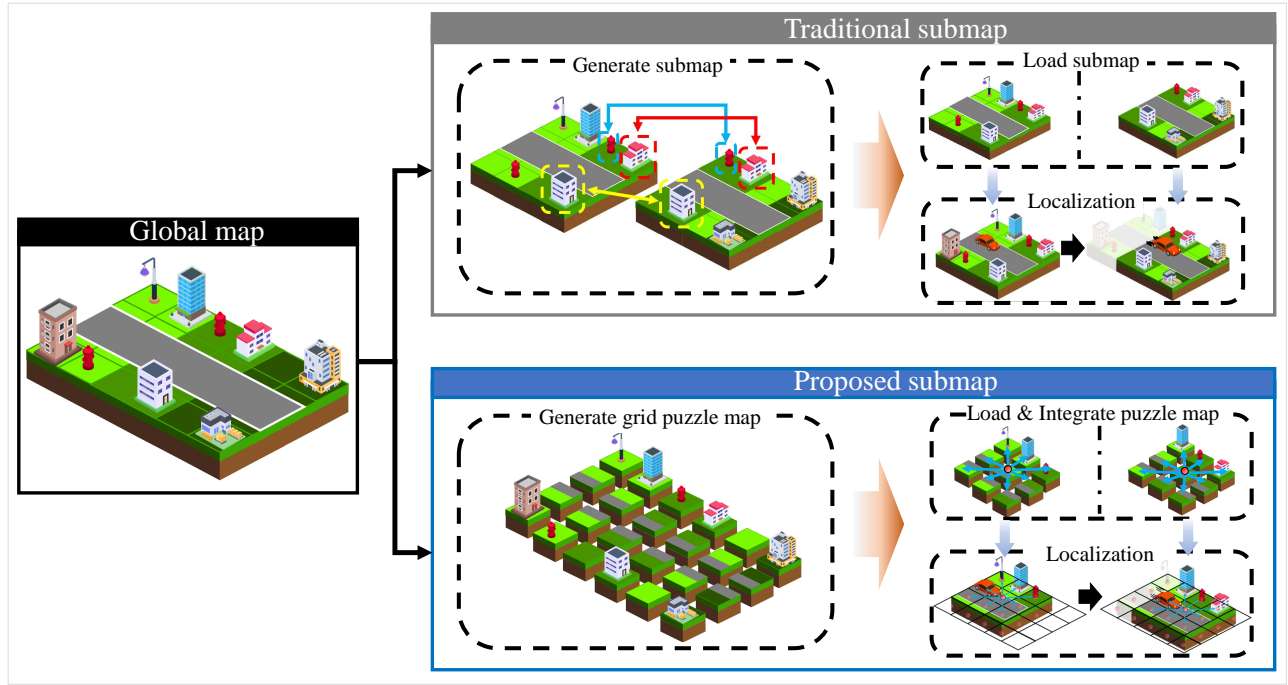 Traditional submap
Generate submap
Load submap
Localization
Global map
Proposed submap
Generate grid puzzle map
Load & Integrate puzzle map
Localization